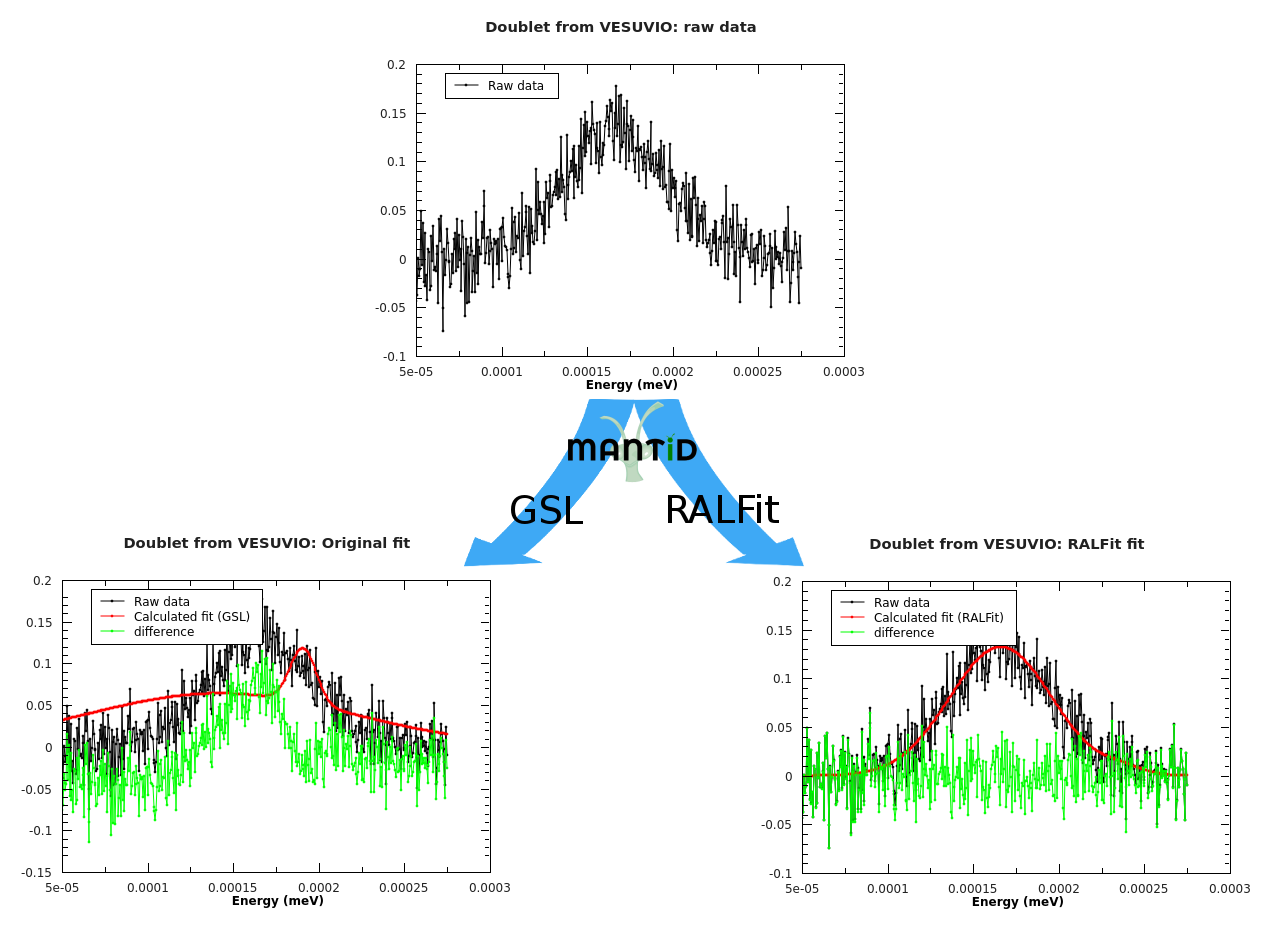 Doublet from VESUVIO: raw data
0.2
Raw data
0.15
0.1
0.05
0
-0.05
-0.1
5e-05 0.0001 0.00015 0.0002 0.00025 0.0003
Energy (meV)
MANTiD
GSL RALFit
Doublet from VESUVIO: Original fit
0.2
Raw data
Calculated fit (GSL)
difference
0.15
0.1
0.05
0
-0.05
-0.1
-0.15
5e-05 0.0001 0.00015 0.0002 0.00025 0.0003
Energy (meV)
Doublet from VESUVIO: RALFit fit
0.2
Raw data
Calculated fit (RALFit)
difference
0.15
0.1
0.05
0
-0.05
-0.1
5e-05 0.0001 0.00015 0.0002 0.00025 0.0003
Energy (meV)